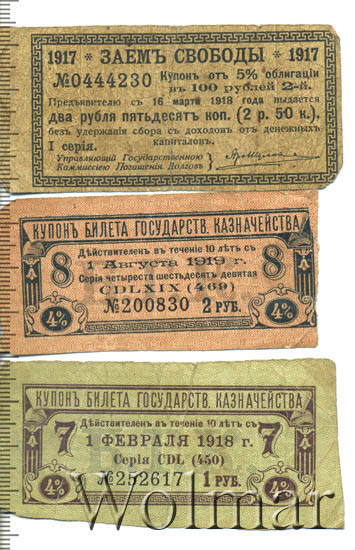 1917 * ЗАЕМЪ СВОБОДЫ * 1917
№0444230 Купонъ отъ 5% облигаціи
въ 100 рублей 2-й.
Предъявителю съ 16 марта 1918 года выдается
два рубля пятьдесятъ коп. (2 р. 50 к.),
безъ удержанія сбора съ доходовъ отъ денежныхъ
капиталовъ.
I серія.
Управляющій Государственною
Коммиссіею Погашенія Долговъ
КУПОНЪ БИЛЕТА ГОСУДАРСТВ. КАЗНАЧЕЙСТВА
Дѣйствителенъ въ теченіе 10 лѣтъ съ
8 1 Августа 1919 г. 8
Серія четыреста шестьдесятъ девятая
CDLXIX (469)
4% №200830 2 РУБ. 4%
КУПОНЪ БИЛЕТА ГОСУДАРСТВ. КАЗНАЧЕЙСТВА
Дѣйствителенъ въ теченіе 10 лѣтъ съ
7 1 ФЕВРАЛЯ 1918 г. 7
Серія CDL (450)
4% №252617 1 РУБ. 4%
Wolmar